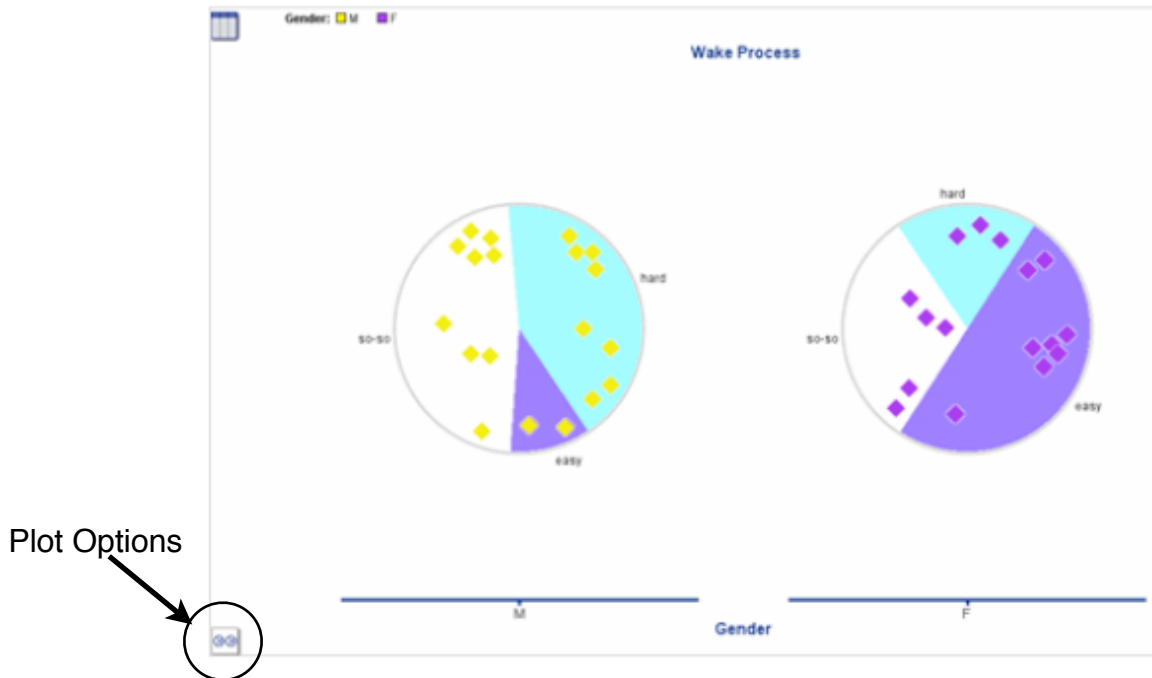 Gender: M F
Wake Process
hard
hard
so-so
so-so
easy
easy
Plot Options
M
F
Gender